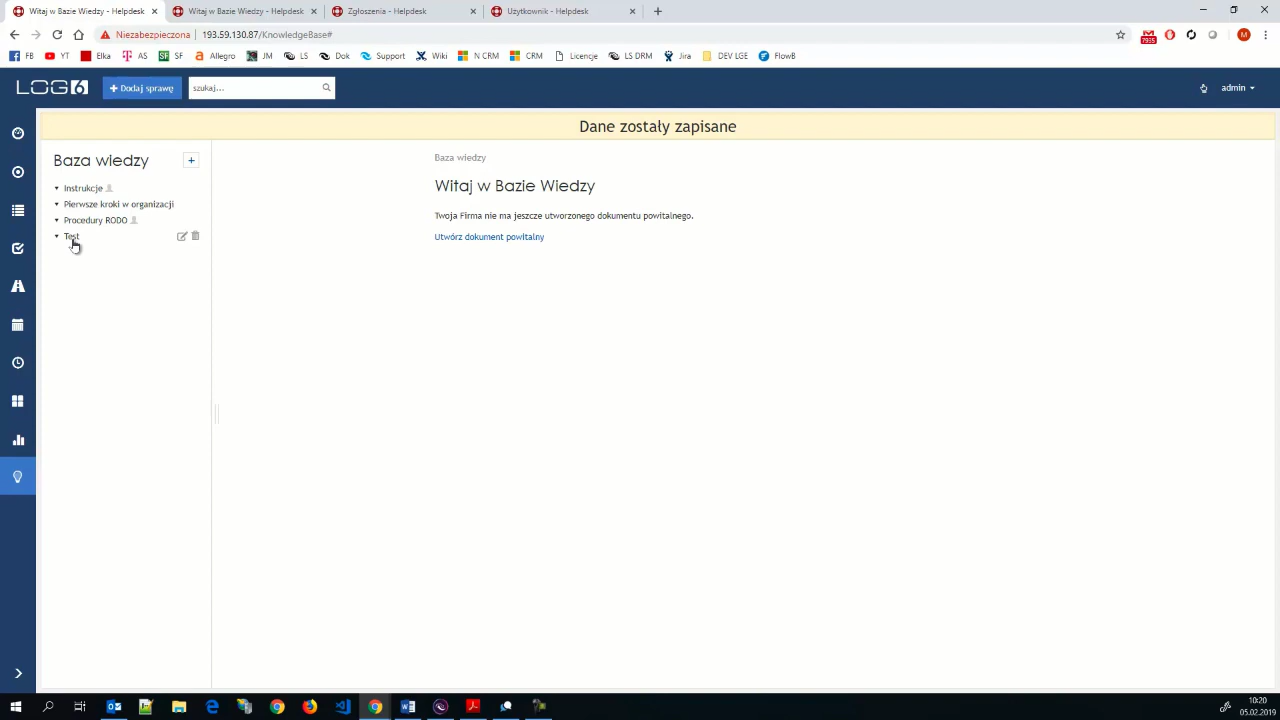 Witaj w Bazie Wiedzy - Helpdesk
Witaj w Bazie Wiedzy - Helpdesk
Zgłoszenia - Helpdesk
Użytkownik - Helpdesk
Niezabezpieczona
193.59.130.87/KnowledgeBase#
7935
M
FB
YT
Elka
AS
SF
Allegro
JM
LS
Dok
Support
Wiki
N CRM
CRM
Licencje
LS DRM
Jira
DEV LGE
FlowB
LOG6
Dodaj sprawę
szukaj...
admin
Dane zostały zapisane
Baza wiedzy
Instrukcje
Pierwsze kroki w organizacji
Procedury RODO
Test
Baza wiedzy
Witaj w Bazie Wiedzy
Twoja Firma nie ma jeszcze utworzonego dokumentu powitalnego.
Utwórz dokument powitalny
10:20
05.02.2019